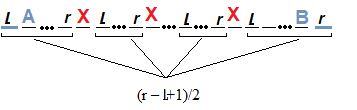 L A ... r X L ... r X ... L ... r X L ... B r
(r – l+1)/2